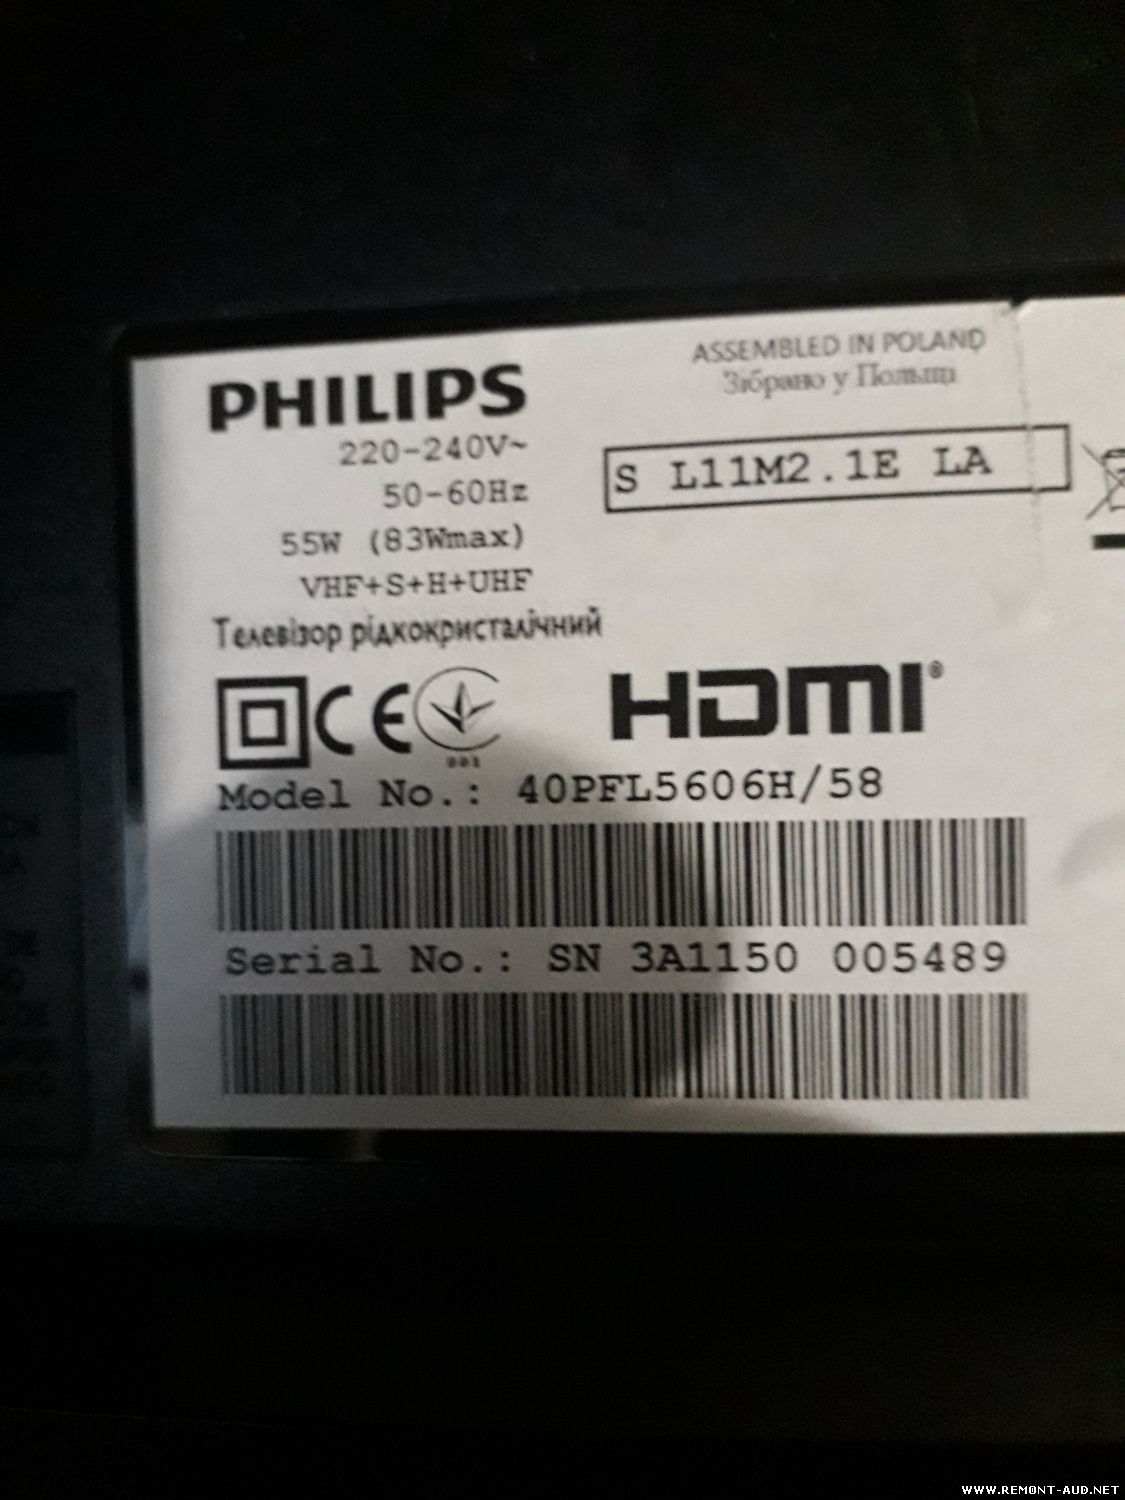 PHILIPS
ASSEMBLED IN POLAND
Зібрано у Польщі
220-240V~
50-60Hz
55W (83Wmax)
VHF+S+H+UHF
S L11M2.1E LA
Телевізор рідкокристалічний
CE
HDMI®
Model No.: 40PFL5606H/58
Serial No.: SN 3A1150 005489
WWW.REMONT-AUD.NET